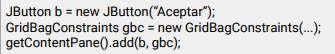 JButton b = new JButton(“Aceptar”);
GridBagConstraints gbc = new GridBagConstraints(...);
getContentPane().add(b, gbc);